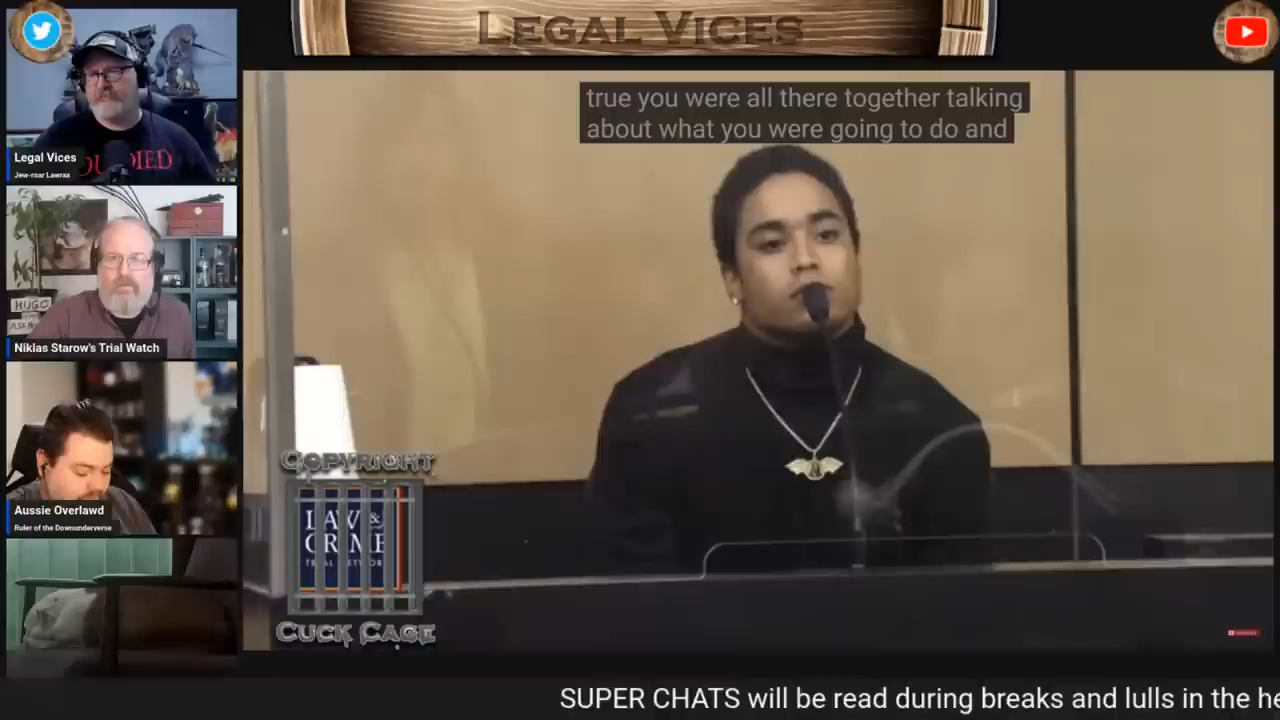 LEGAL VICES
true you were all there together talking
about what you were going to do and
Legal Vices
Jew-roar Lawrax
Niklas Starow's Trial Watch
HUGO
Aussie Overlawd
Ruler of the Downunderverse
COPYRIGHT
LAW &
CRIME
CUCK CAGE
SUPER CHATS will be read during breaks and lulls in the he